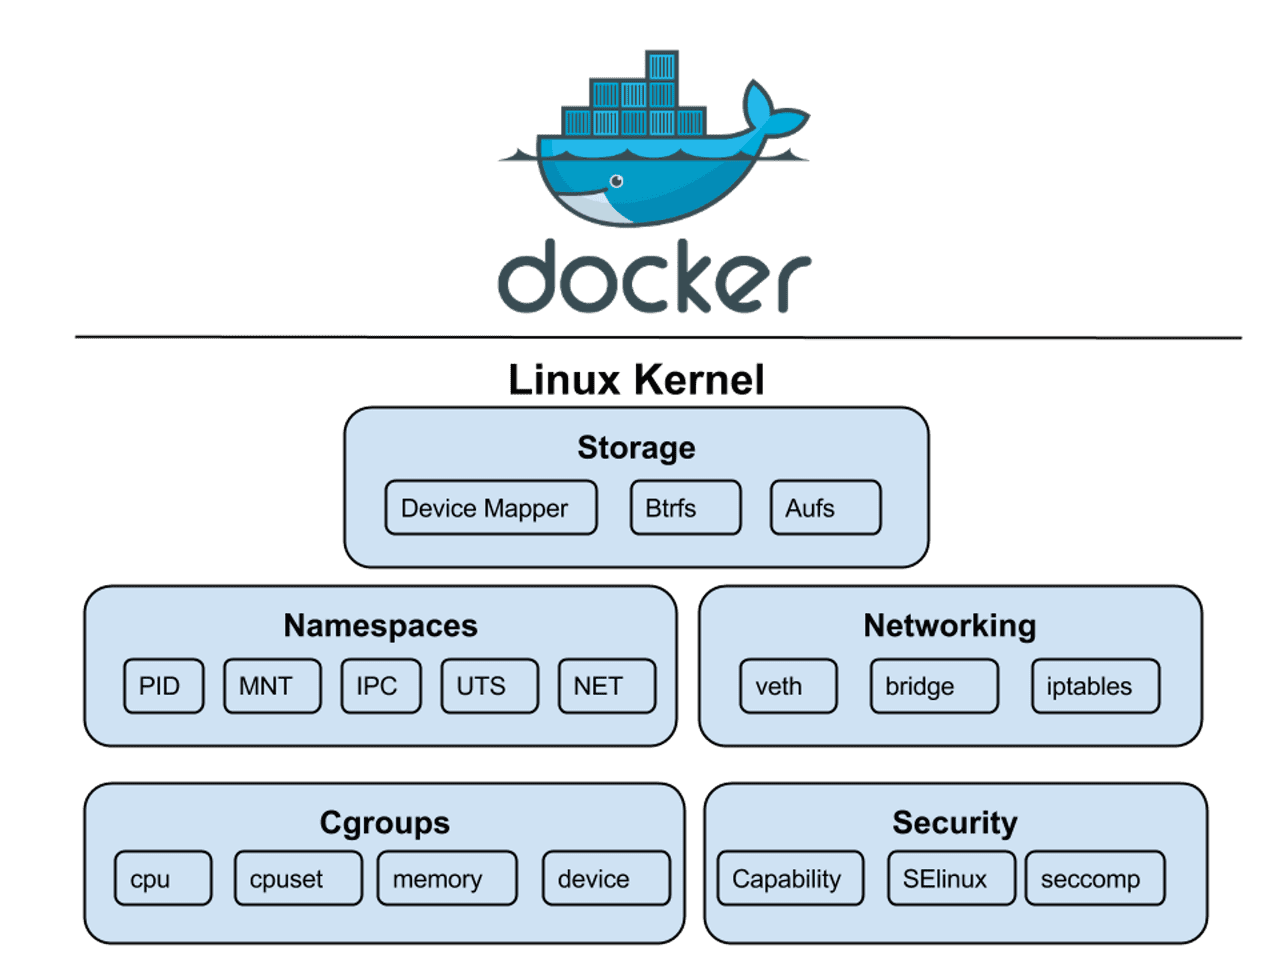 docker
Linux Kernel
Storage
Device Mapper Btrfs Aufs
Namespaces
PID MNT IPC UTS NET
Networking
veth bridge iptables
Cgroups
cpu cpuset memory device
Security
Capability SElinux seccomp